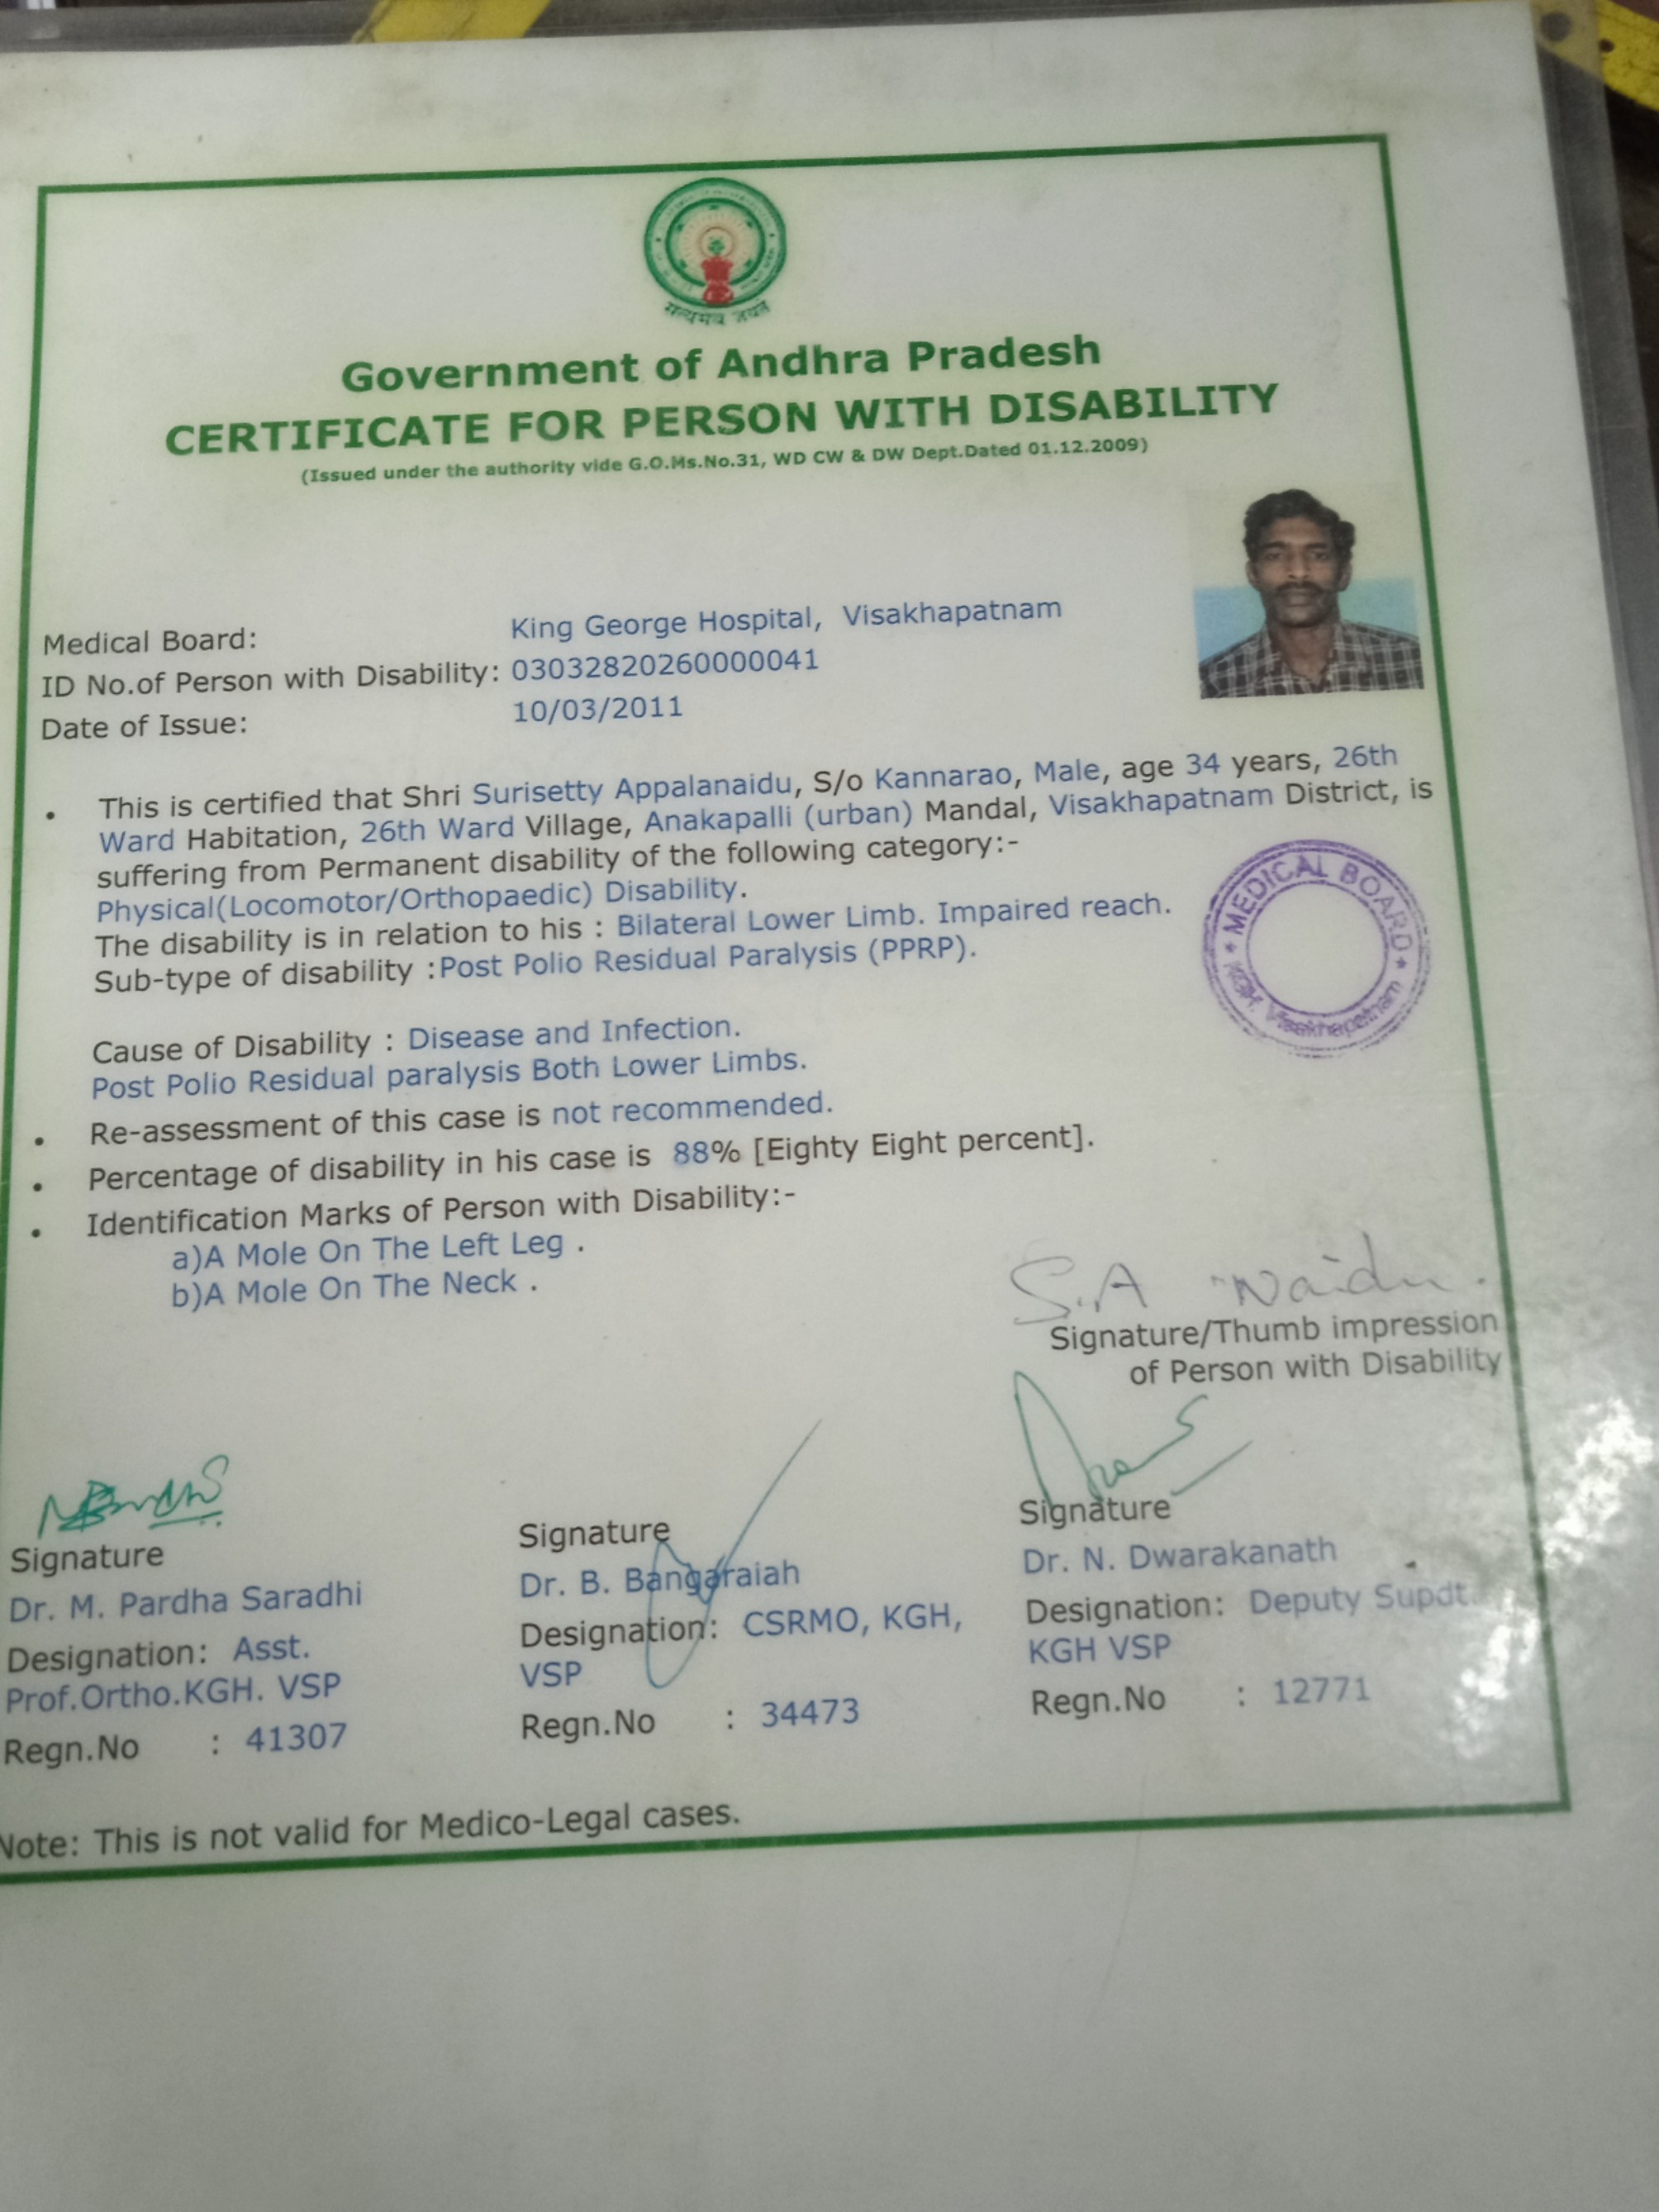 सत्यमेव जयते
Government of Andhra Pradesh
CERTIFICATE FOR PERSON WITH DISABILITY
(Issued under the authority vide G.O.Ms.No.31, WD CW & DW Dept.Dated 01.12.2009)
Medical Board: King George Hospital, Visakhapatnam
ID No.of Person with Disability: 03032820260000041
Date of Issue: 10/03/2011
• This is certified that Shri Surisetty Appalanaidu, S/o Kannarao, Male, age 34 years, 26th
Ward Habitation, 26th Ward Village, Anakapalli (urban) Mandal, Visakhapatnam District, is
suffering from Permanent disability of the following category:-
Physical(Locomotor/Orthopaedic) Disability.
The disability is in relation to his : Bilateral Lower Limb. Impaired reach.
Sub-type of disability :Post Polio Residual Paralysis (PPRP).
* MEDICAL BOARD *
KGH. Visakhapatnam
Cause of Disability : Disease and Infection.
Post Polio Residual paralysis Both Lower Limbs.
• Re-assessment of this case is not recommended.
• Percentage of disability in his case is 88% [Eighty Eight percent].
• Identification Marks of Person with Disability:-
a)A Mole On The Left Leg .
b)A Mole On The Neck .
S.A Naidu.
Signature/Thumb impression
of Person with Disability
Signature
Dr. M. Pardha Saradhi
Designation: Asst.
Prof.Ortho.KGH. VSP
Regn.No : 41307
Signature
Dr. B. Bangaraiah
Designation: CSRMO, KGH,
VSP
Regn.No : 34473
Signature
Dr. N. Dwarakanath
Designation: Deputy Supdt
KGH VSP
Regn.No : 12771
Note: This is not valid for Medico-Legal cases.